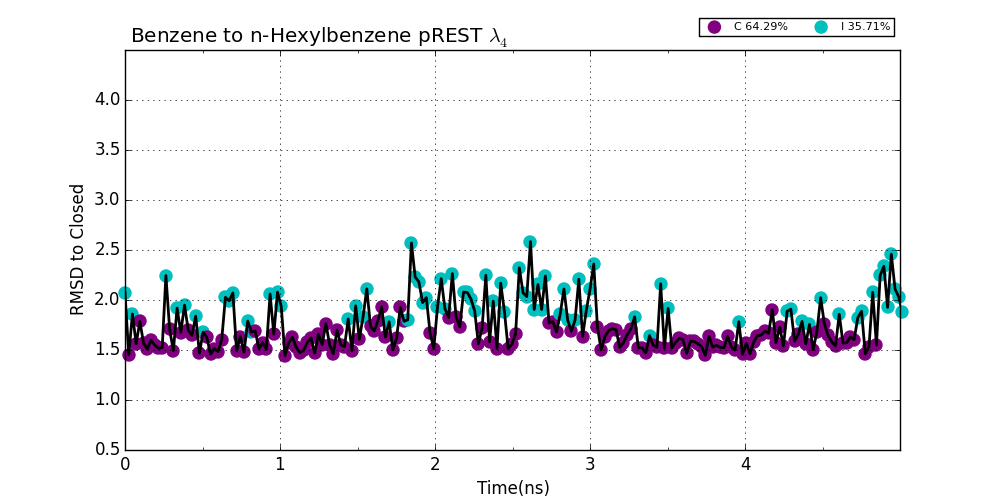 Benzene to n-Hexylbenzene pREST λ₄
C 64.29%
I 35.71%
4.0
3.5
3.0
2.5
2.0
1.5
1.0
0.5
RMSD to Closed
0 1 2 3 4
Time(ns)